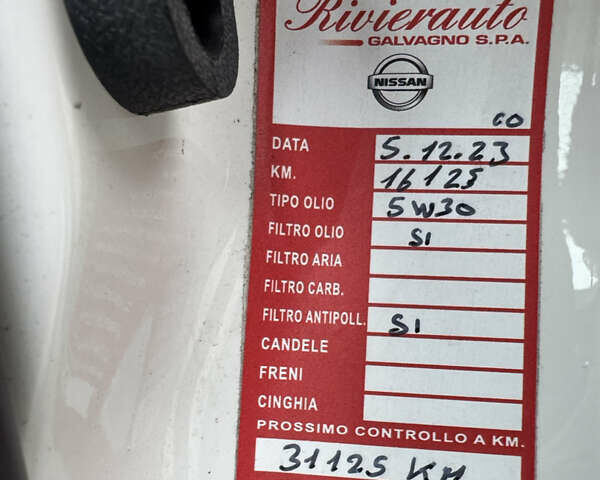 Rivierauto
GALVAGNO S.P.A.
NISSAN
CO
DATA 5.12.23
KM. 16125
TIPO OLIO 5W30
FILTRO OLIO SI
FILTRO ARIA
FILTRO CARB.
FILTRO ANTIPOLL. SI
CANDELE
FRENI
CINGHIA
PROSSIMO CONTROLLO A KM.
31125 KM